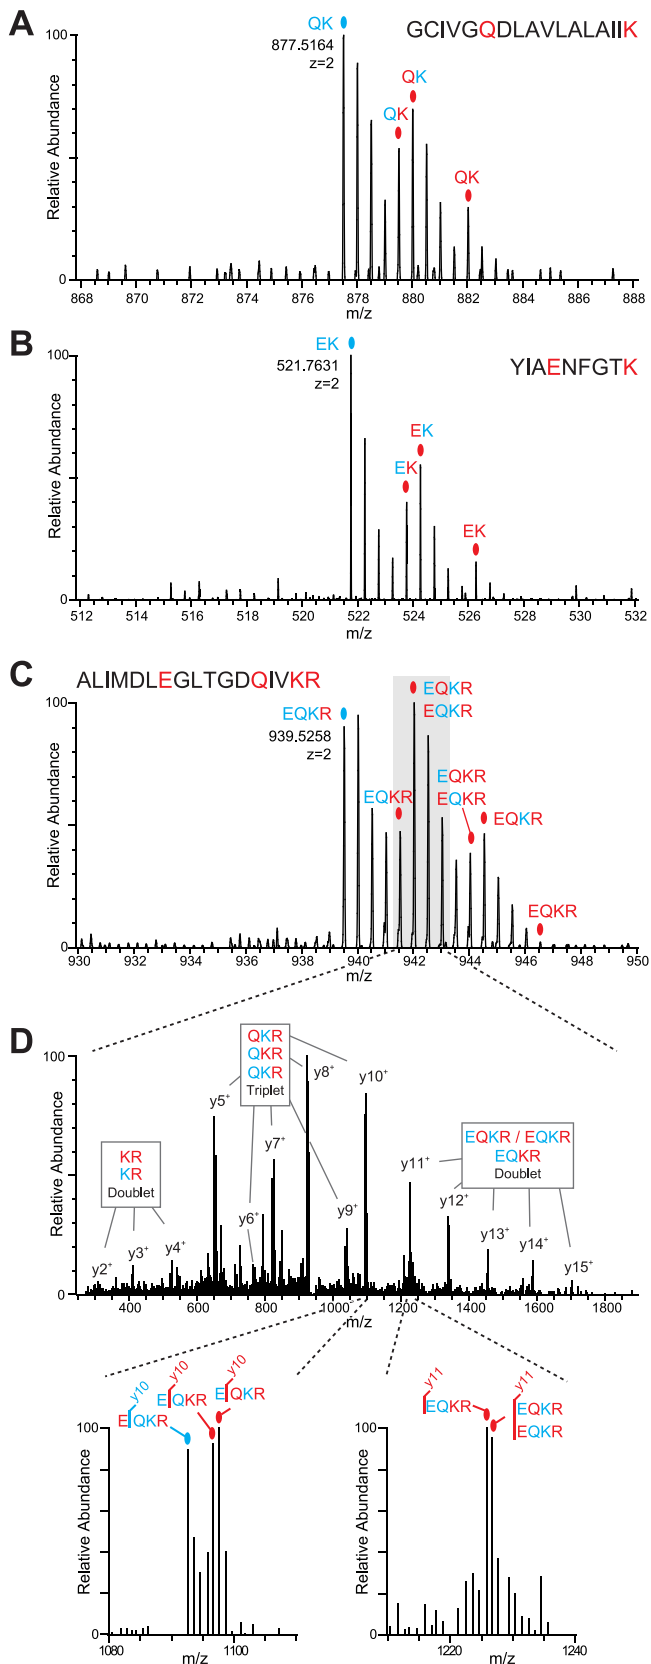 A
QK
877.5164
z=2
GCIVGQDLAVLALAIIK
QK
QK
QK
100
0
Relative Abundance
868 870 872 874 876 878 880 882 884 886 888
m/z
B
EK
521.7631
z=2
YIAENFGTK
EK
EK
EK
100
0
Relative Abundance
512 514 516 518 520 522 524 526 528 530 532
m/z
C
ALIMDLEGLTGDQIVKR
EQKR
939.5258
z=2
EQKR
EQKR
EQKR
EQKR
EQKR
EQKR
EQKR
100
0
Relative Abundance
930 932 934 936 938 940 942 944 946 948 950
m/z
D
QKR
QKR
QKR
Triplet
KR
KR
Doublet
EQKR / EQKR
EQKR
Doublet
y2+ y3+ y4+ y5+ y6+ y7+ y8+ y9+ y10+ y11+ y12+ y13+ y14+ y15+
100
0
Relative Abundance
400 600 800 1000 1200 1400 1600 1800
m/z
y10
y10
y10
EQKR
EQKR
EQKR
100
0
Relative Abundance
1080 1100
m/z
y11
y11
EQKR
EQKR
EQKR
100
0
Relative Abundance
1220 1240
m/z